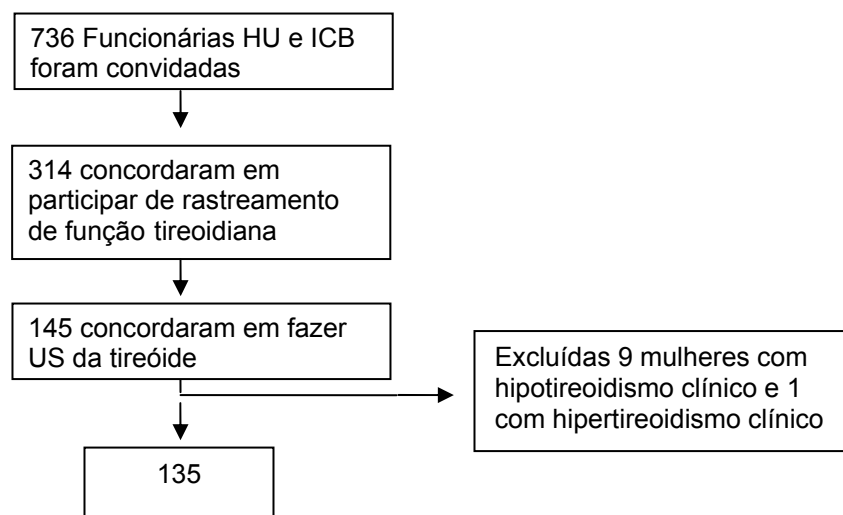 736 Funcionárias HU e ICB
foram convidadas
314 concordaram em
participar de rastreamento
de função tireoidiana
145 concordaram em fazer
US da tireóide
Excluídas 9 mulheres com
hipotireoidismo clínico e 1
com hipertireoidismo clínico
135